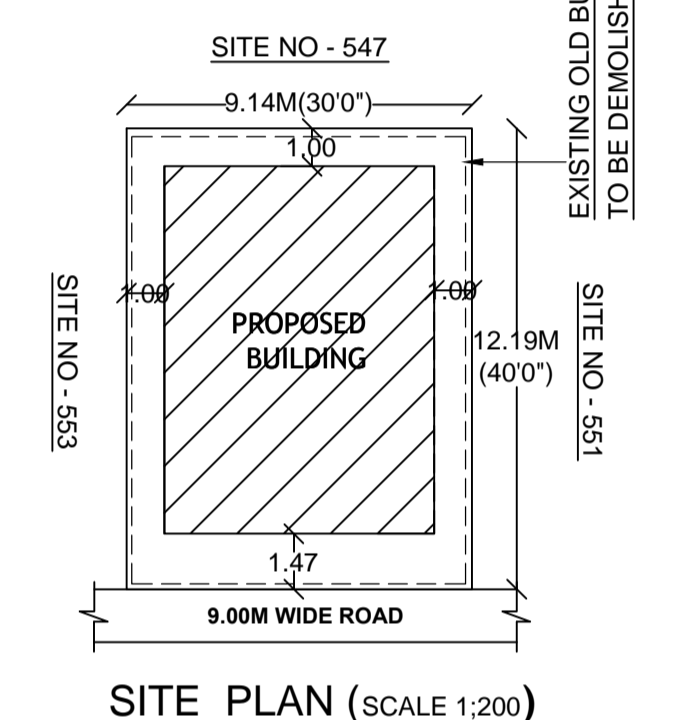 SITE NO - 547
9.14M(30'0")
1.00
EXISTING OLD
TO BE
1.00
1.00
PROPOSED
BUILDING
12.19M
(40'0")
SITE NO - 553
SITE NO - 551
1.47
9.00M WIDE ROAD
SITE PLAN (SCALE 1;200)